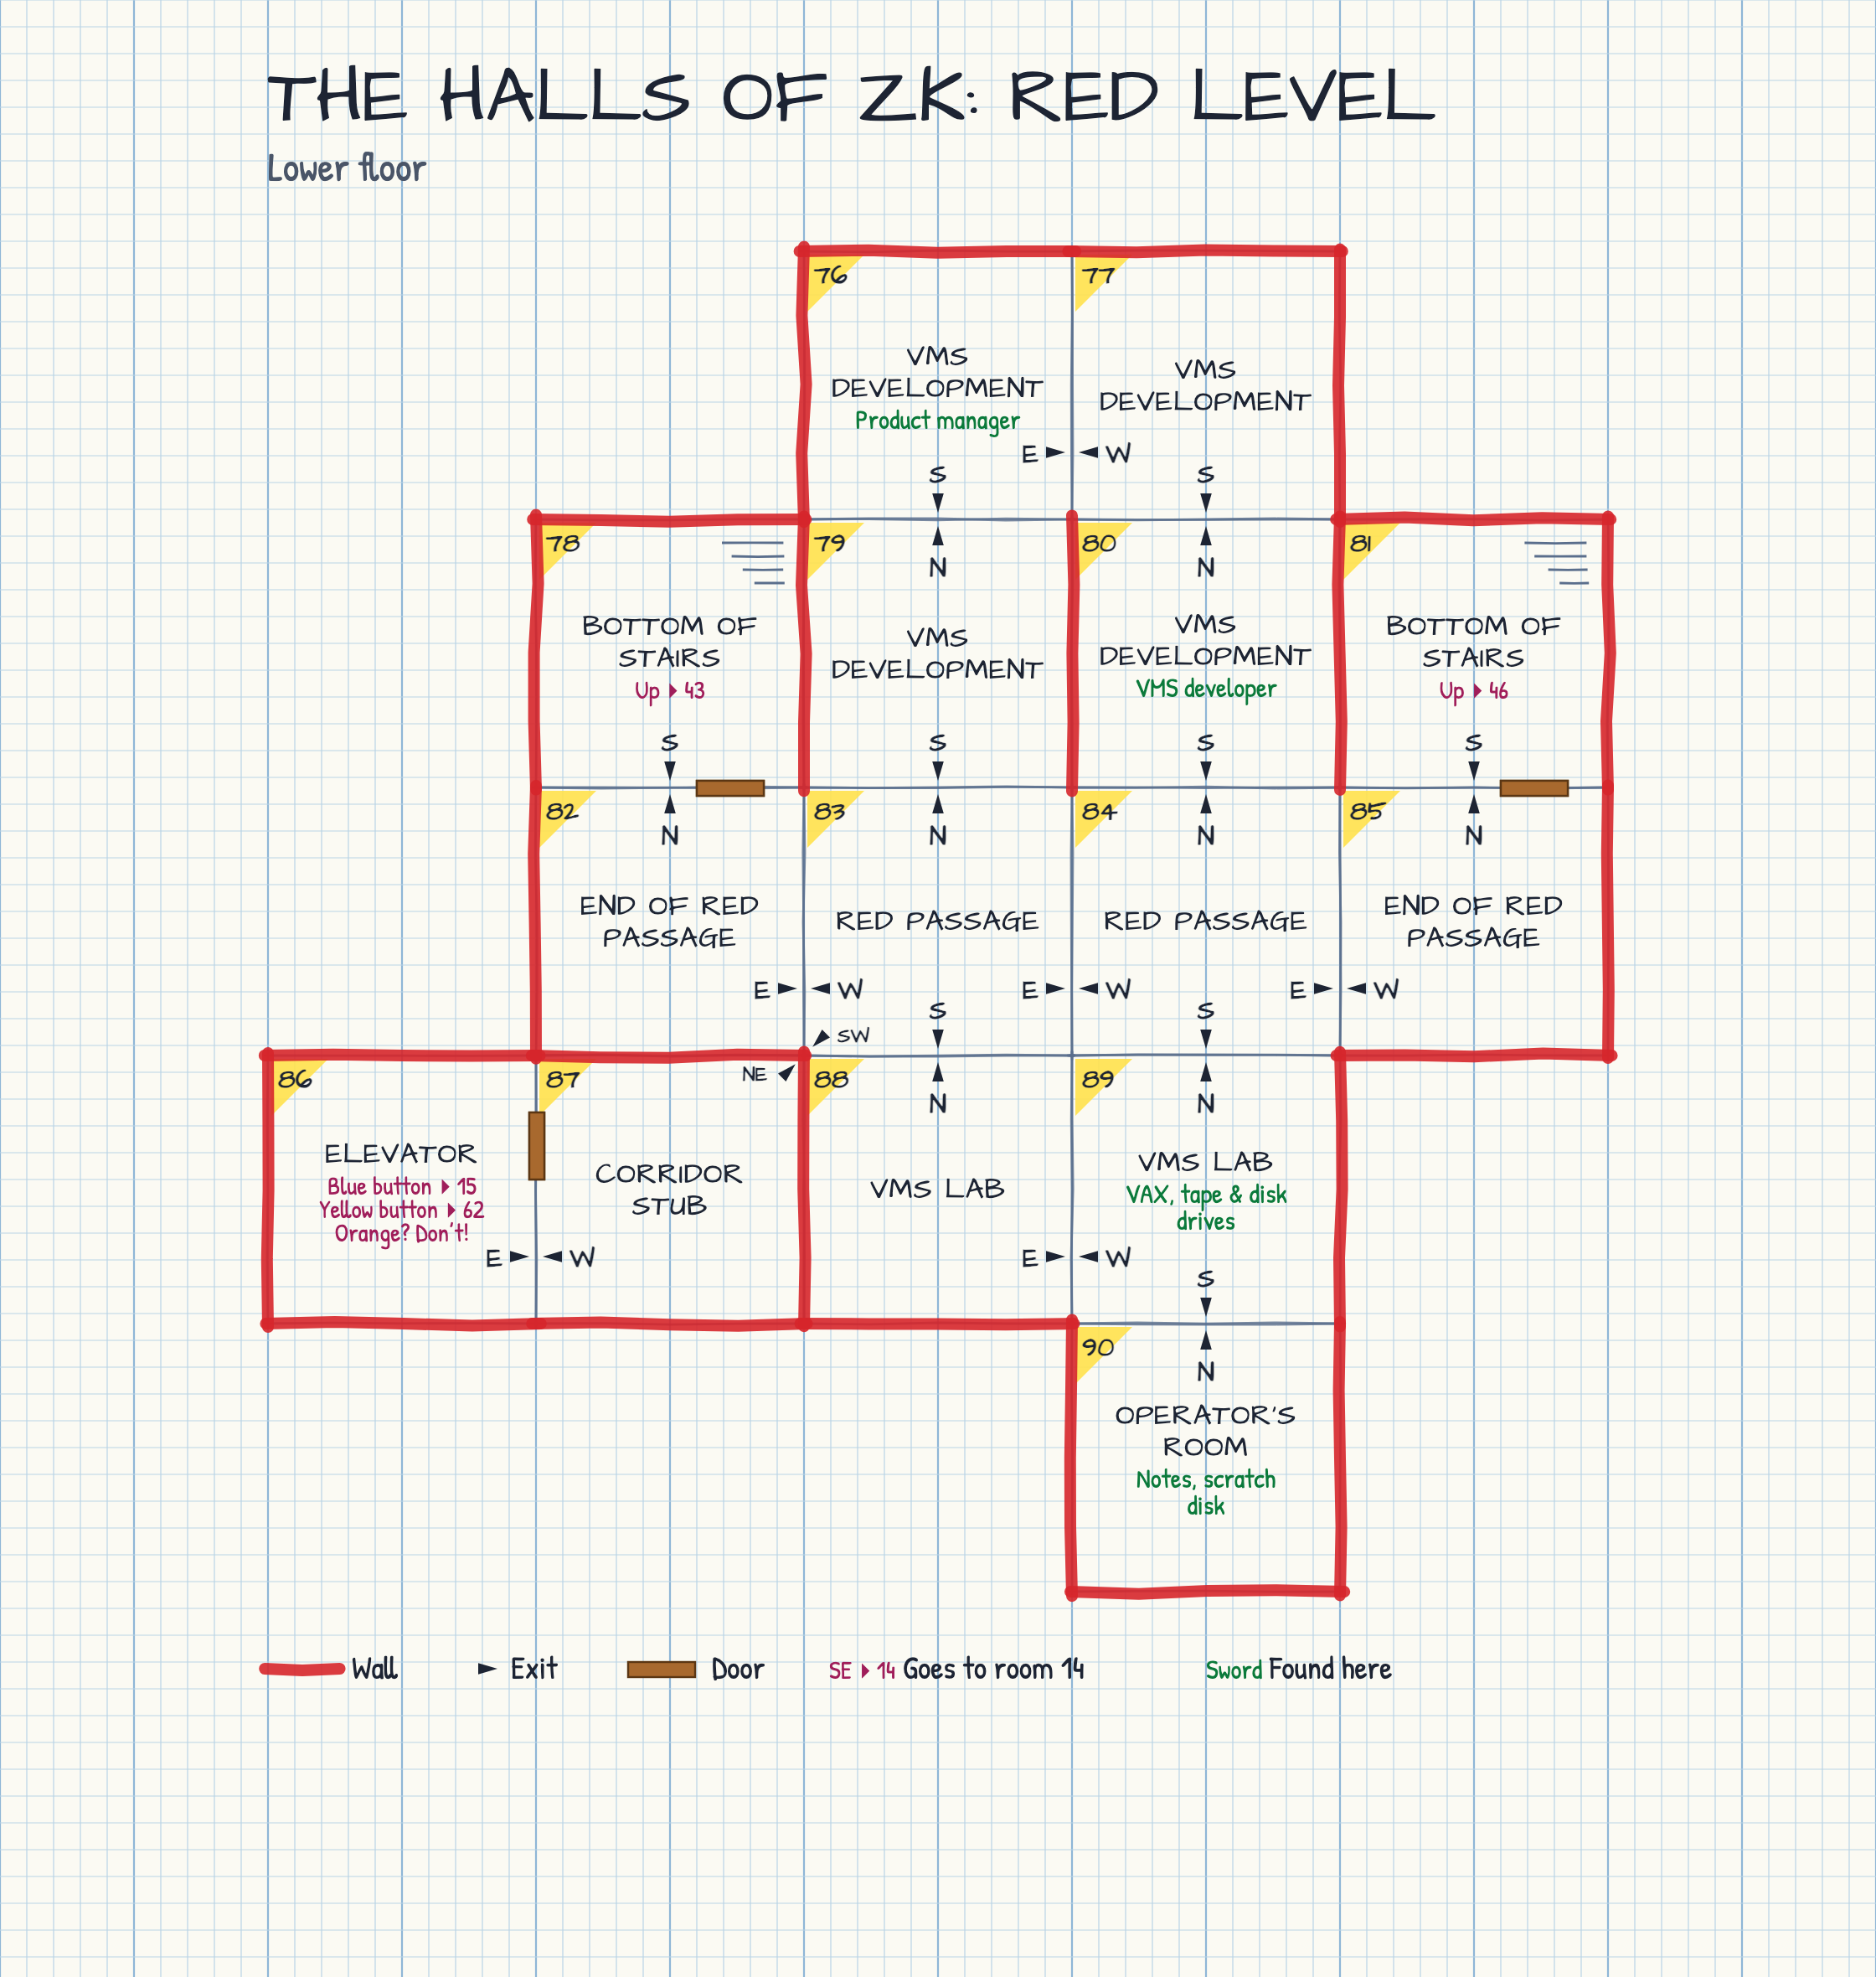 THE HALLS OF ZK: RED LEVEL
Lower floor
76
77
VMS
DEVELOPMENT
Product manager
VMS
DEVELOPMENT
E W
S S
78
79
80
81
N N
BOTTOM OF
STAIRS
Up ▸ 43
VMS
DEVELOPMENT
VMS
DEVELOPMENT
VMS developer
BOTTOM OF
STAIRS
Up ▸ 46
S S S S
82
83
84
85
N N N N
END OF RED
PASSAGE
RED PASSAGE
RED PASSAGE
END OF RED
PASSAGE
E W E W E W
S S
SW
NE
86
87
88
89
N N
ELEVATOR
Blue button ▸ 15
Yellow button ▸ 62
Orange? Don't!
CORRIDOR
STUB
VMS LAB
VMS LAB
VAX, tape & disk
drives
E W E W
S
90
N
OPERATOR'S
ROOM
Notes, scratch
disk
Wall
Exit
Door
SE ▸ 14 Goes to room 14
Sword Found here